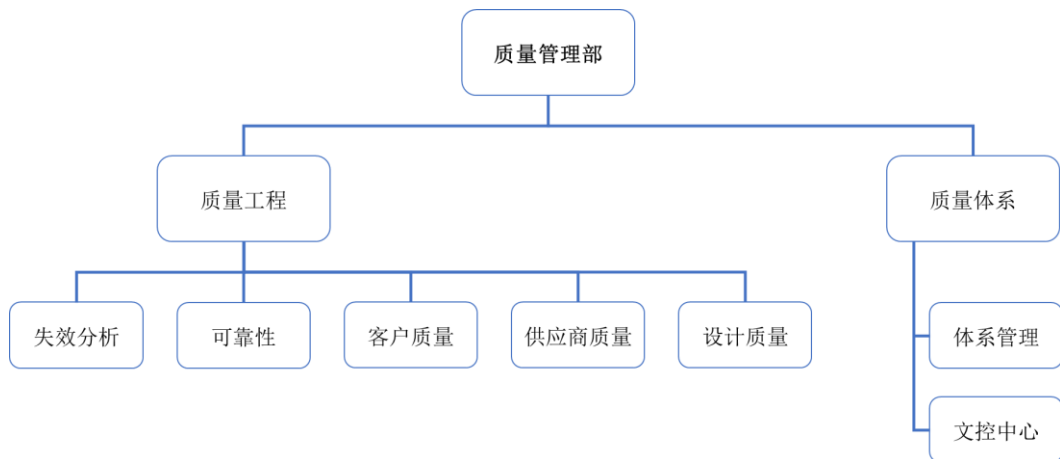 质量管理部
质量工程
质量体系
失效分析
可靠性
客户质量
供应商质量
设计质量
体系管理
文控中心